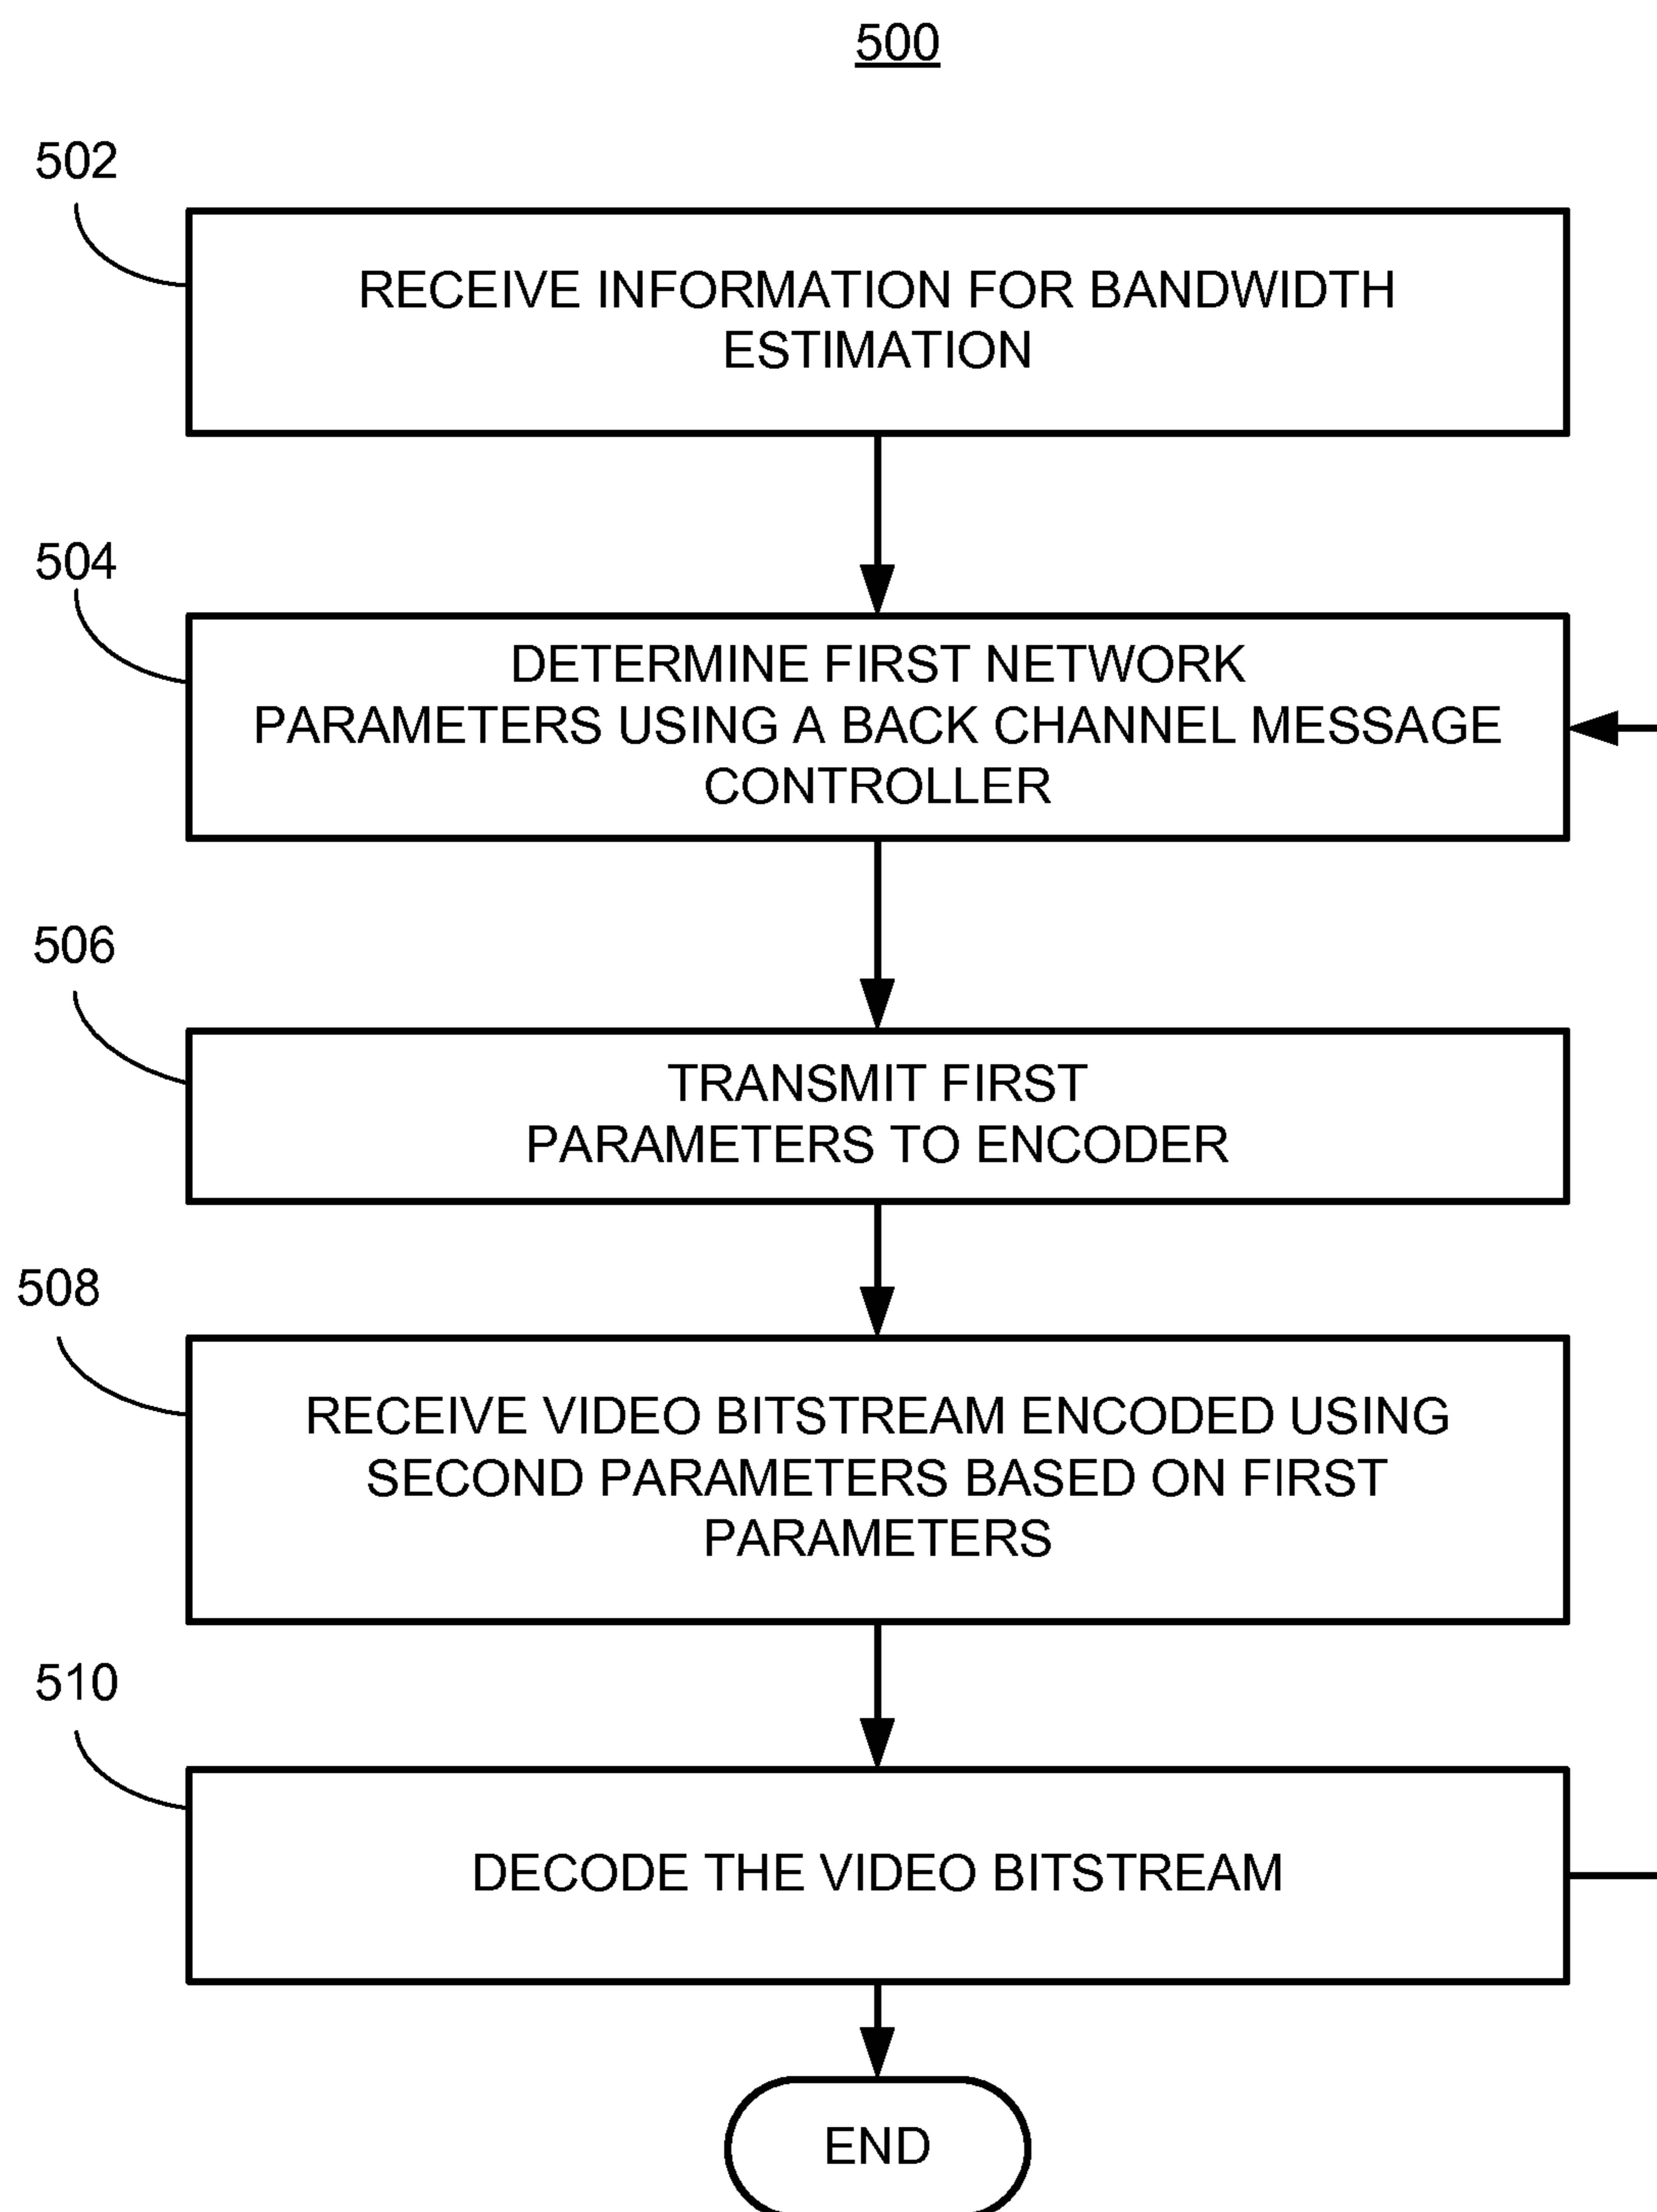 500
502
RECEIVE INFORMATION FOR BANDWIDTH
ESTIMATION
504
DETERMINE FIRST NETWORK
PARAMETERS USING A BACK CHANNEL MESSAGE
CONTROLLER
506
TRANSMIT FIRST
PARAMETERS TO ENCODER
508
RECEIVE VIDEO BITSTREAM ENCODED USING
SECOND PARAMETERS BASED ON FIRST
PARAMETERS
510
DECODE THE VIDEO BITSTREAM
END